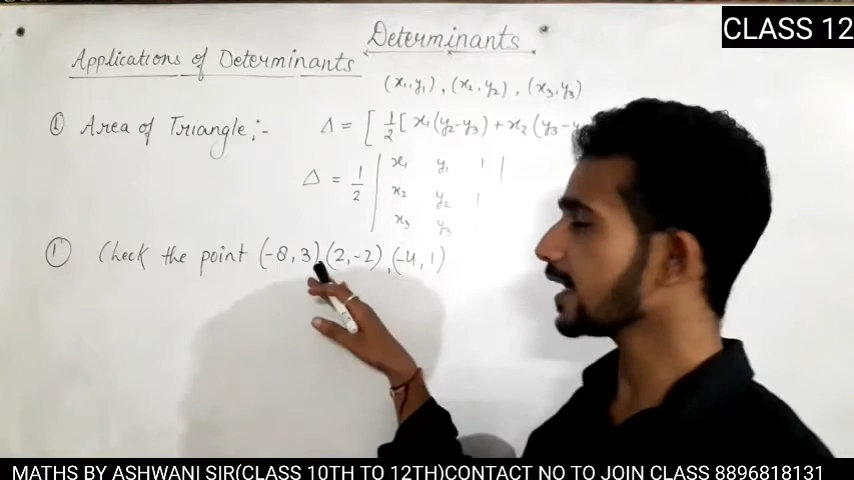 CLASS 12
Determinants
Applications of Determinants
(x₁,y₁), (x₂,y₂), (x₃,y₃)
① Area of Triangle:- Δ = [ 1/2 [ x₁(y₂-y₃) + x₂(y₃-y
Δ = 1/2 | x₁ y₁ 1 |
x₂ y₂ 1
x₃ y₃
① Check the point (-8,3),(2,-2),(-4,1)
MATHS BY ASHWANI SIR(CLASS 10TH TO 12TH)CONTACT NO TO JOIN CLASS 8896818131